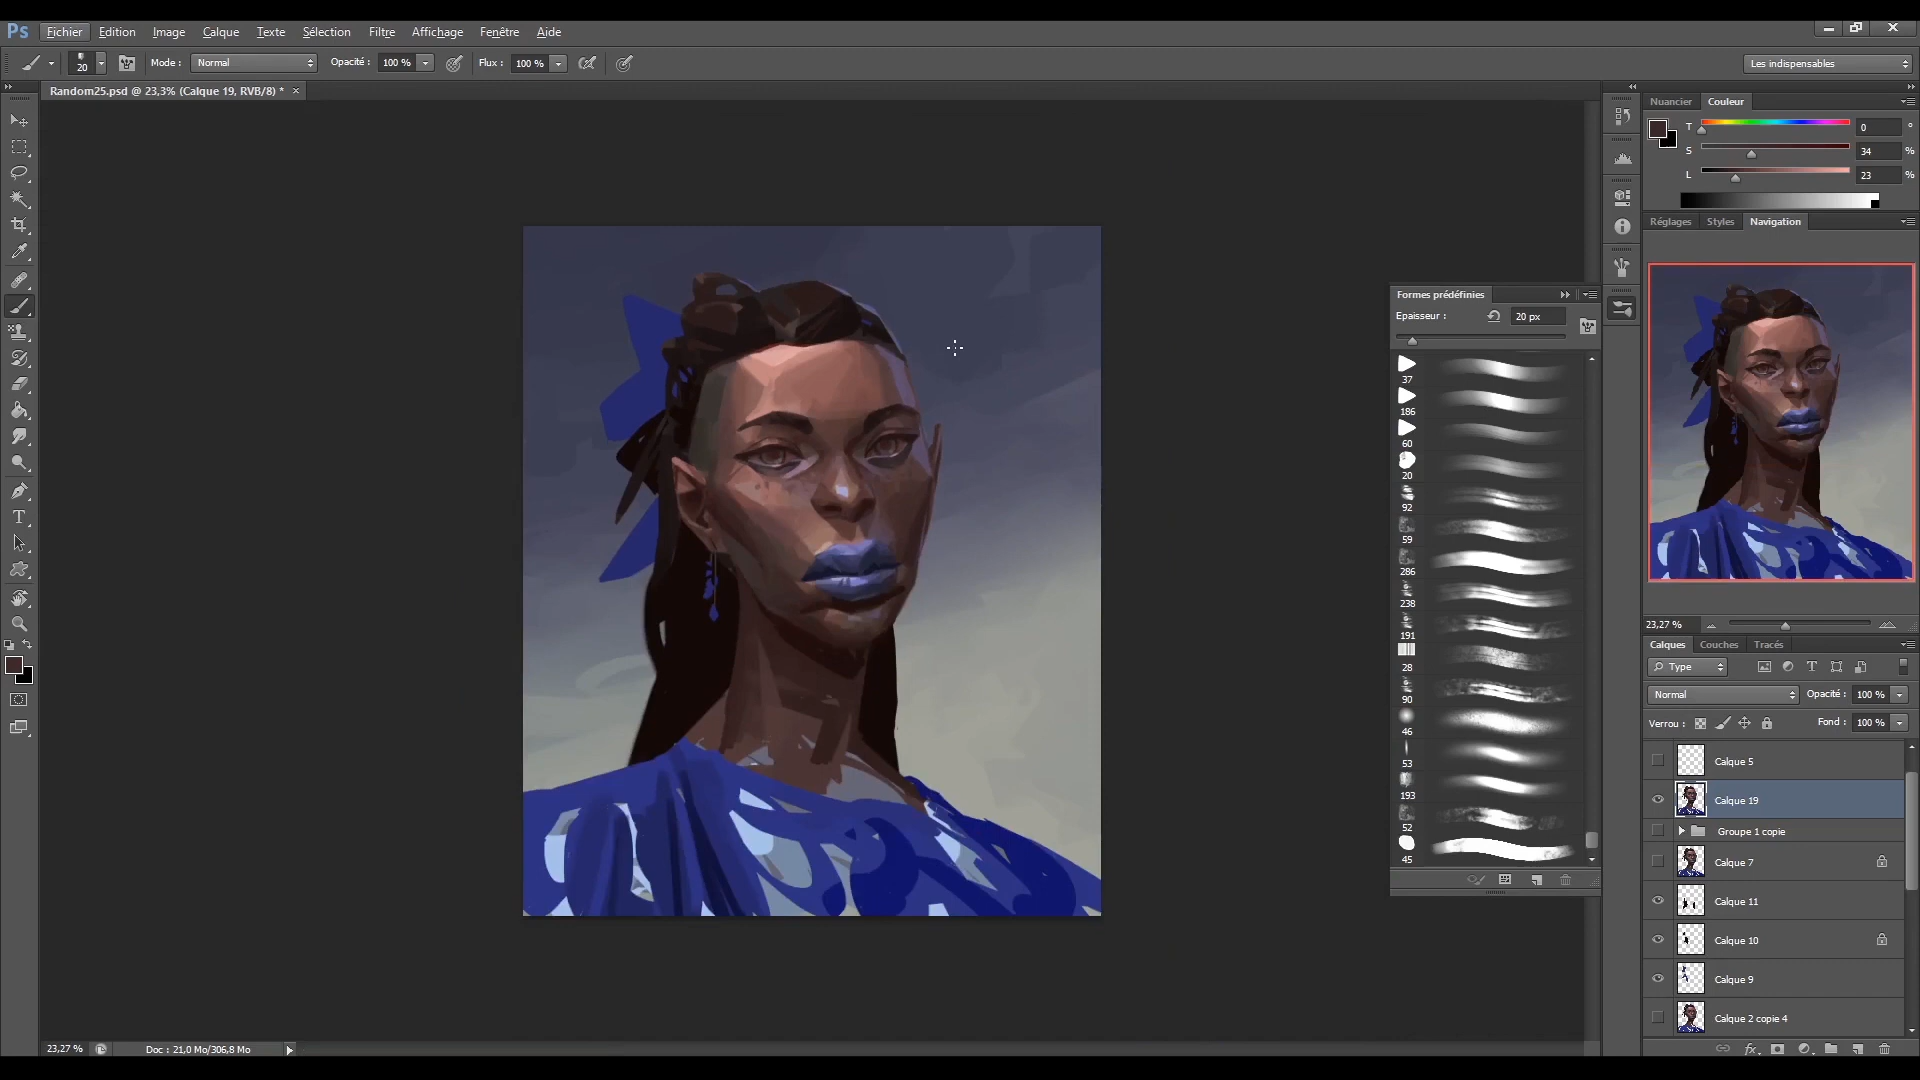 Ps Fichier Edition Image Calque Texte Sélection Filtre Affichage Fenêtre Aide
20 Mode : Normal Opacité : 100 % Flux : 100 % Les indispensables
Random25.psd @ 23,3% (Calque 19, RVB/8) * ×
Nuancier Couleur
T 0 °
S 34 %
L 23 %
Réglages Styles Navigation
23,27 %
Formes prédéfinies
Epaisseur : 20 px
37
186
60
20
92
59
286
238
191
28
90
46
53
193
52
45
Calques Couches Tracés
Type
Normal Opacité : 100 %
Verrou : Fond : 100 %
Calque 5
Calque 19
Groupe 1 copie
Calque 7
Calque 11
Calque 10
Calque 9
Calque 2 copie 4
23,27 % Doc : 21,0 Mo/306,8 Mo